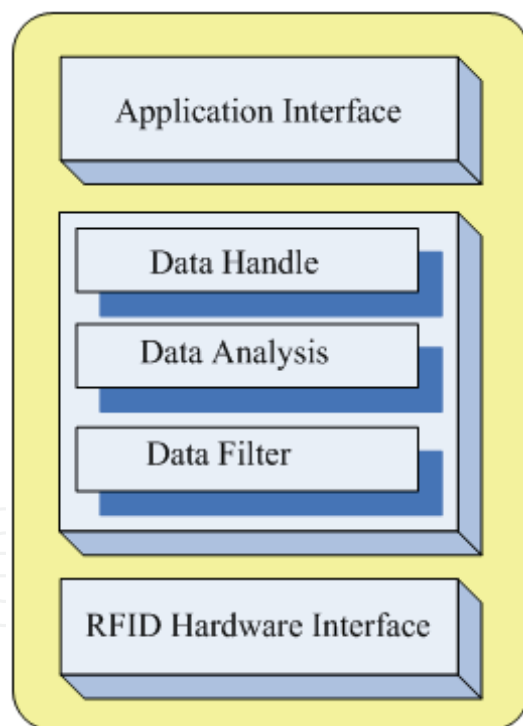 Application Interface
Data Handle
Data Analysis
Data Filter
RFID Hardware Interface